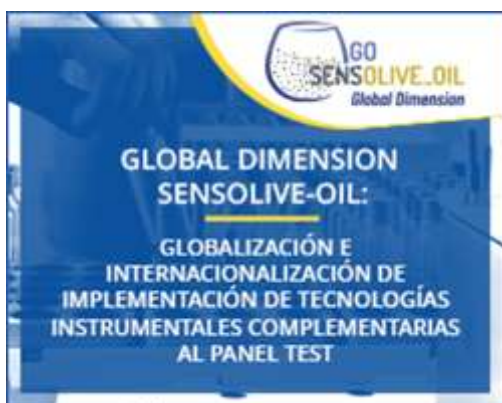 GO
SENSOLIVE_OIL
Global Dimension
GLOBAL DIMENSION
SENSOLIVE-OIL:
GLOBALIZACIÓN E
INTERNACIONALIZACIÓN DE
IMPLEMENTACIÓN DE TECNOLOGÍAS
INSTRUMENTALES COMPLEMENTARIAS
AL PANEL TEST